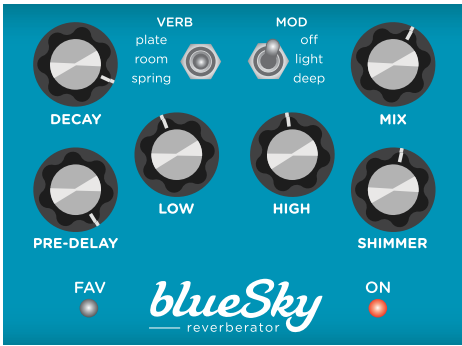 VERB
MOD
plate
room
spring
off
light
deep
DECAY
MIX
LOW
HIGH
PRE-DELAY
SHIMMER
FAV
ON
blueSky
reverberator